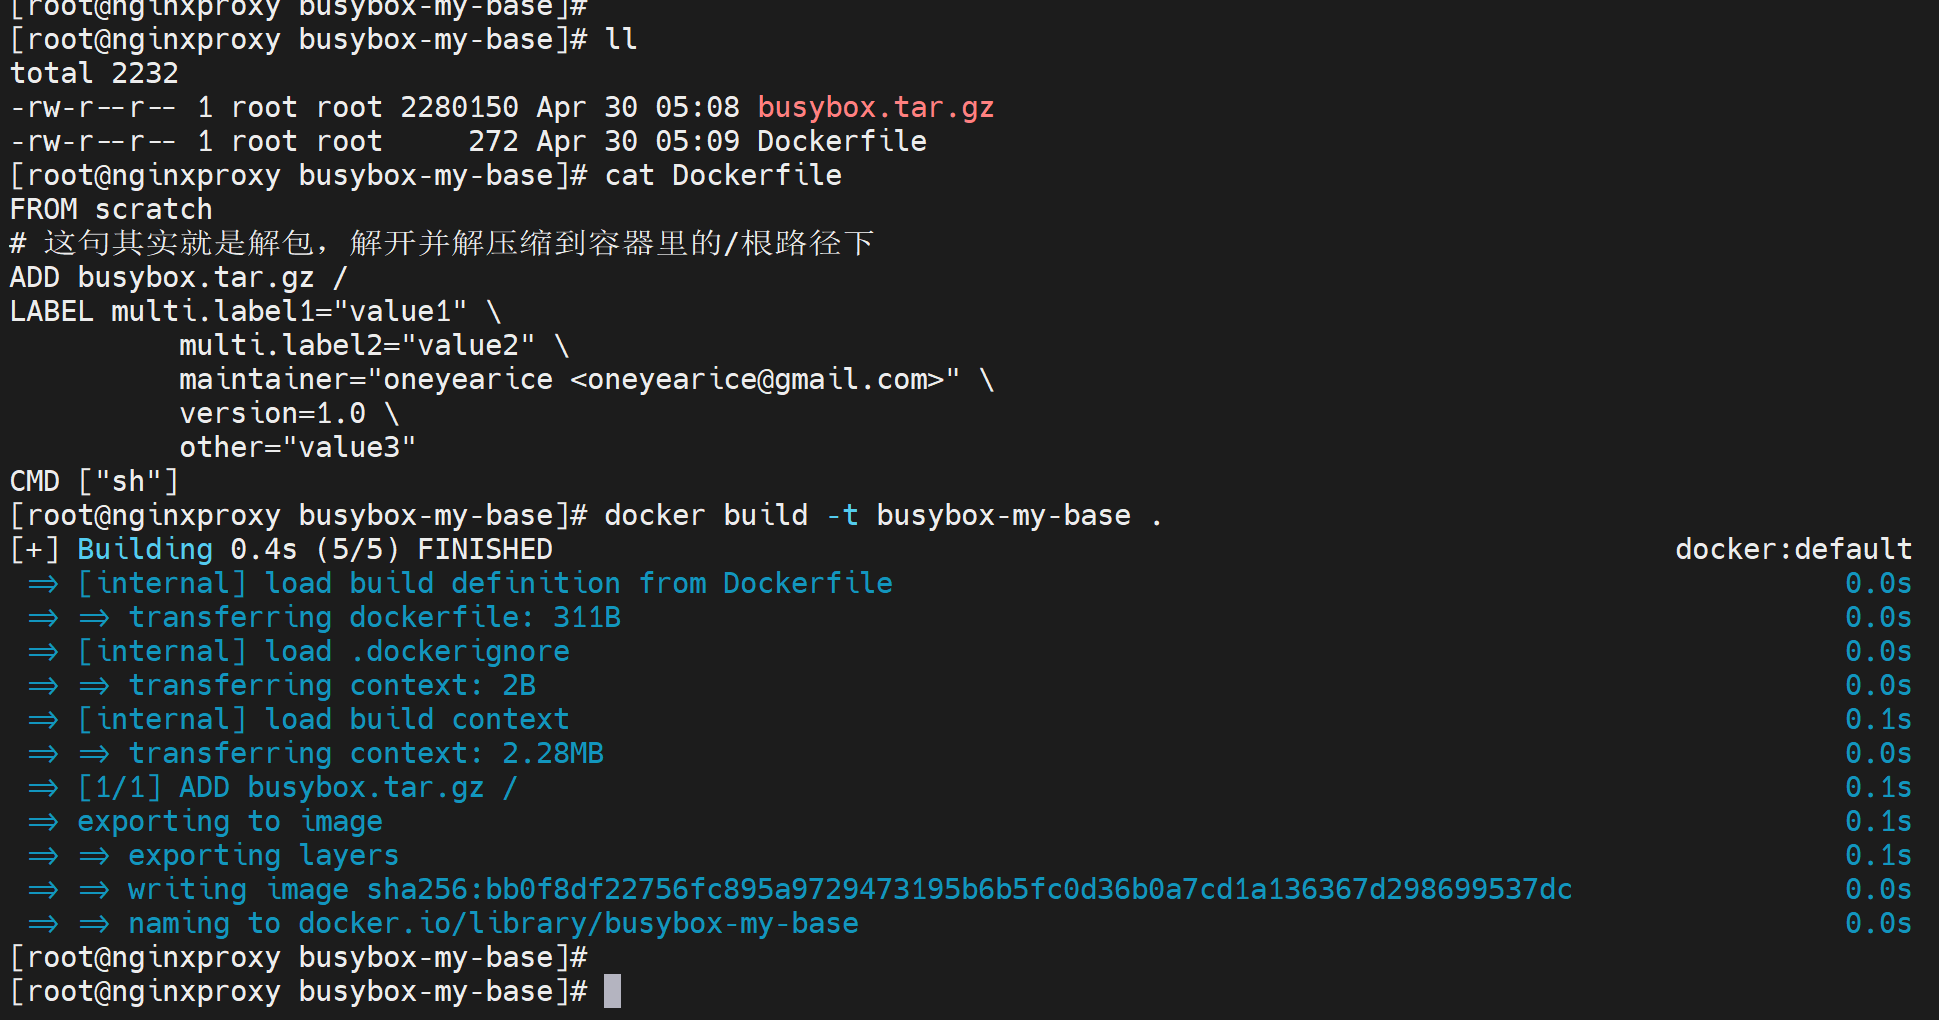 [root@nginxproxy busybox-my-base]#
[root@nginxproxy busybox-my-base]# ll
total 2232
-rw-r--r-- 1 root root 2280150 Apr 30 05:08 busybox.tar.gz
-rw-r--r-- 1 root root     272 Apr 30 05:09 Dockerfile
[root@nginxproxy busybox-my-base]# cat Dockerfile
FROM scratch
# 这句其实就是解包，解开并解压缩到容器里的/根路径下
ADD busybox.tar.gz /
LABEL multi.label1="value1" \
          multi.label2="value2" \
          maintainer="oneyearice <oneyearice@gmail.com>" \
          version=1.0 \
          other="value3"
CMD ["sh"]
[root@nginxproxy busybox-my-base]# docker build -t busybox-my-base .
[+] Building 0.4s (5/5) FINISHED docker:default
 => [internal] load build definition from Dockerfile 0.0s
 => => transferring dockerfile: 311B 0.0s
 => [internal] load .dockerignore 0.0s
 => => transferring context: 2B 0.0s
 => [internal] load build context 0.1s
 => => transferring context: 2.28MB 0.0s
 => [1/1] ADD busybox.tar.gz / 0.1s
 => exporting to image 0.1s
 => => exporting layers 0.1s
 => => writing image sha256:bb0f8df22756fc895a9729473195b6b5fc0d36b0a7cd1a136367d298699537dc 0.0s
 => => naming to docker.io/library/busybox-my-base 0.0s
[root@nginxproxy busybox-my-base]#
[root@nginxproxy busybox-my-base]#